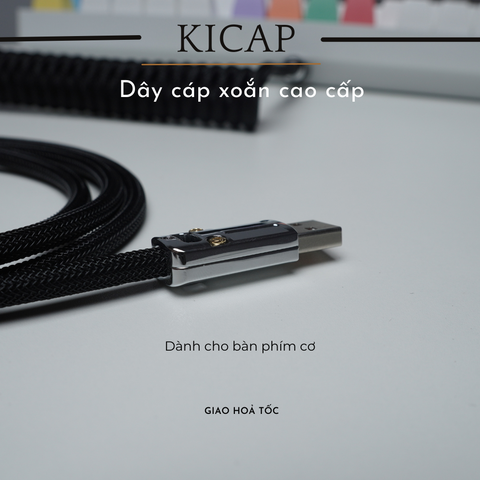 KICAP
Dây cáp xoắn cao cấp
Dành cho bàn phím cơ
GIAO HOẢ TỐC